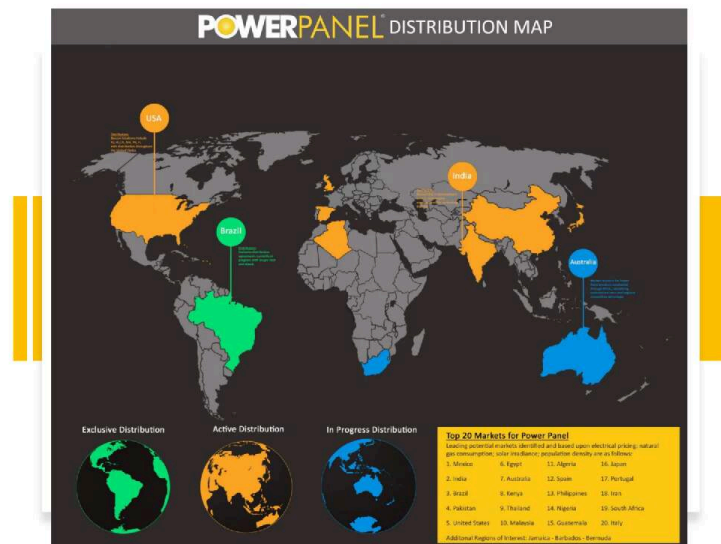 POWERPANEL® DISTRIBUTION MAP
USA
India
Brazil
Australia
Exclusive Distribution
Active Distribution
In Progress Distribution
Top 20 Markets for Power Panel
Leading potential markets identified and based upon electrical pricing; natural
gas consumption; solar irradiance; population density are as follows:
1. Mexico 6. Egypt 11. Algeria 16. Japan
2. India 7. Australia 12. Spain 17. Portugal
3. Brazil 8. Kenya 13. Philippines 18. Iran
4. Pakistan 9. Thailand 14. Nigeria 19. South Africa
5. United States 10. Malaysia 15. Guatemala 20. Italy
Additonal Regions of Interest: Jamaica - Barbados - Bermuda